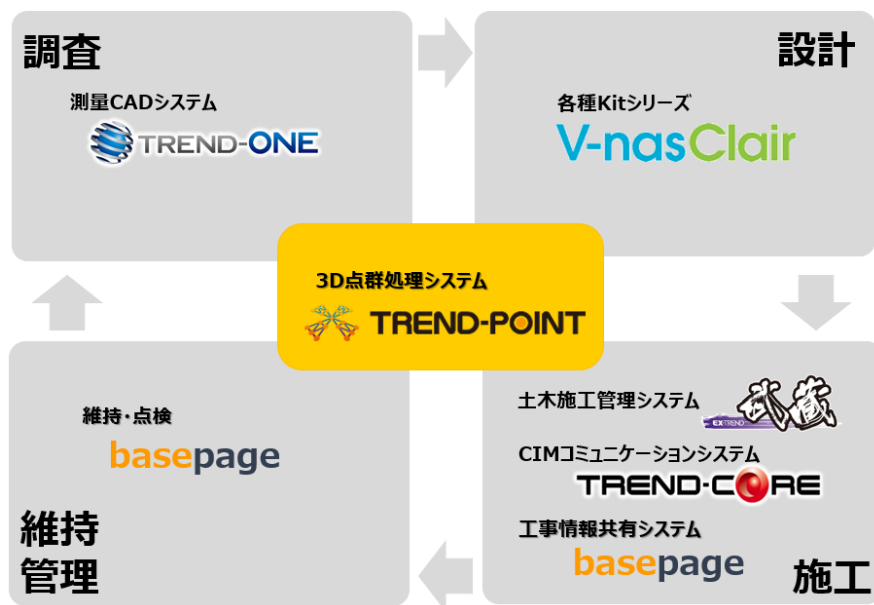 調査
測量CADシステム
TREND-ONE
設計
各種Kitシリーズ
V-nasClair
3D点群処理システム
TREND-POINT
維持・点検
basepage
維持
管理
土木施工管理システム
EX-TREND 武蔵
CIMコミュニケーションシステム
TREND-CORE
工事情報共有システム
basepage
施工